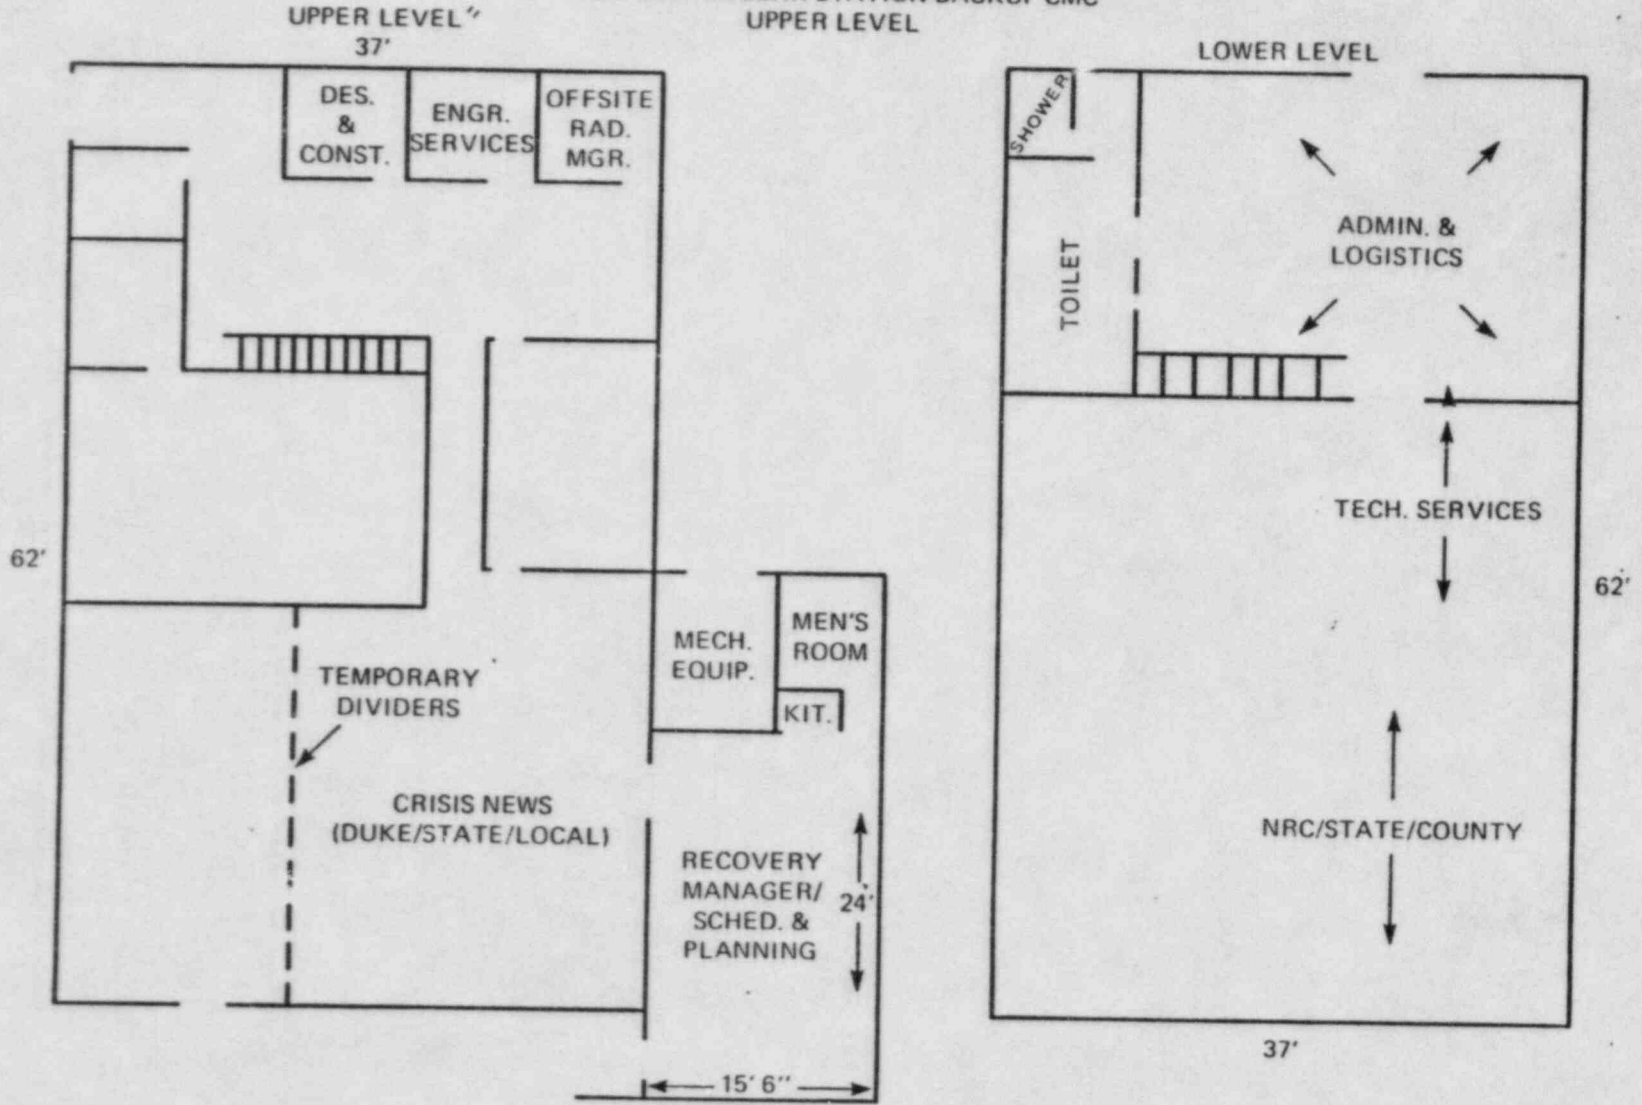 UPPER LEVEL"
37'
BACKUP CMC
UPPER LEVEL
LOWER LEVEL
DES.
&
CONST.
ENGR.
SERVICES
OFFSITE
RAD.
MGR.
62'
TEMPORARY
DIVIDERS
CRISIS NEWS
(DUKE/STATE/LOCAL)
MECH.
EQUIP.
MEN'S
ROOM
KIT.
RECOVERY
MANAGER/
SCHED. &
PLANNING
24'
15' 6"
SHOWER
TOILET
ADMIN. &
LOGISTICS
TECH. SERVICES
62'
NRC/STATE/COUNTY
37'